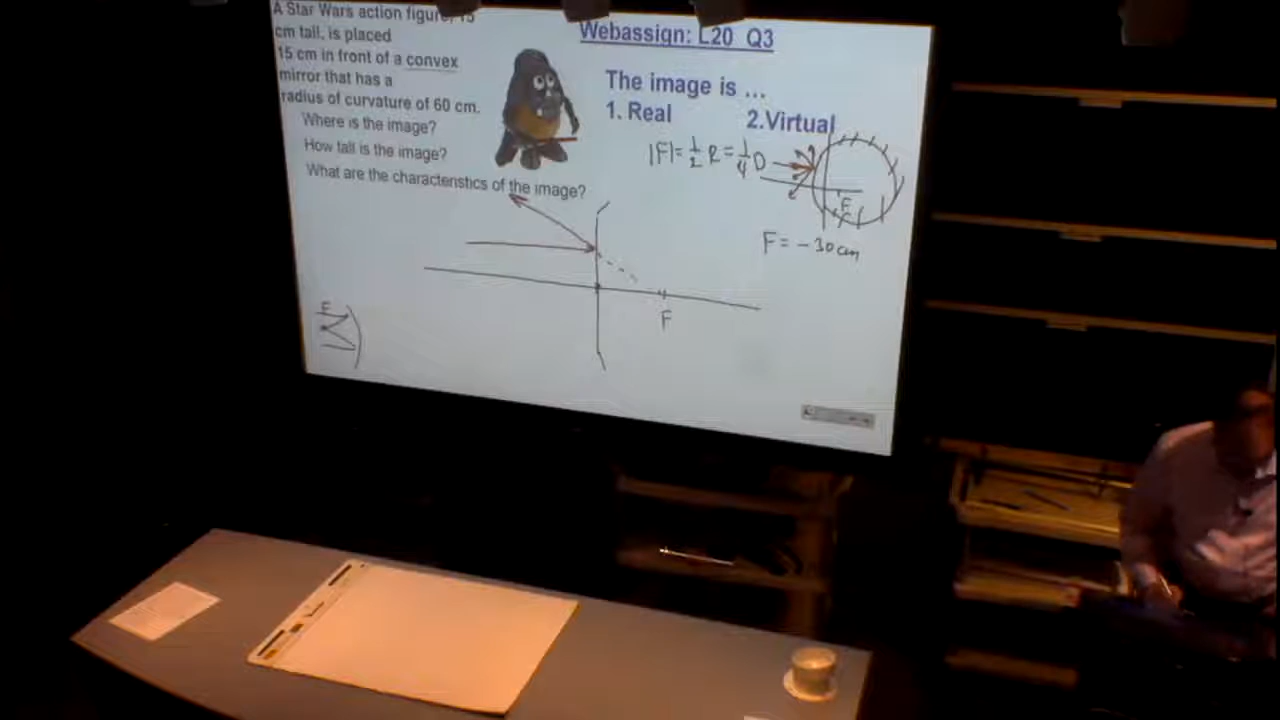 A Star Wars action figure, 15
cm tall, is placed
15 cm in front of a convex
mirror that has a
radius of curvature of 60 cm.
Where is the image?
How tall is the image?
What are the characteristics of the image?
Webassign: L20 Q3
The image is ...
1. Real
2.Virtual
|F|= 1/2 R = 1/4 D
F
C
F = - 30 cm
F
F